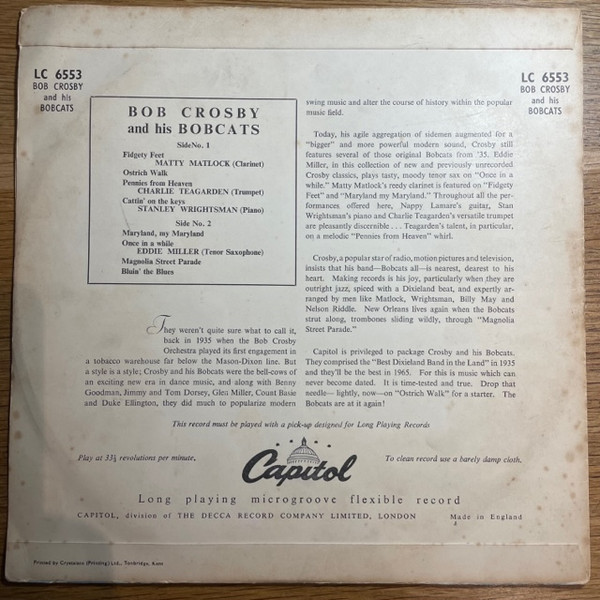 LC 6553
BOB CROSBY
and his
BOBCATS
LC 6553
BOB CROSBY
and his
BOBCATS
BOB CROSBY
and his BOBCATS
Side No. 1
Fidgety Feet
MATTY MATLOCK (Clarinet)
Ostrich Walk
Pennies from Heaven
CHARLIE TEAGARDEN (Trumpet)
Cattin' on the keys
STANLEY WRIGHTSMAN (Piano)
Side No. 2
Maryland, my Maryland
Once in a while
EDDIE MILLER (Tenor Saxophone)
Magnolia Street Parade
Bluin' the Blues
They weren't quite sure what to call it,
back in 1935 when the Bob Crosby
Orchestra played its first engagement in
a tobacco warehouse far below the Mason-Dixon line. But
a style is a style; Crosby and his Bobcats were the bell-cows of
an exciting new era in dance music, and along with Benny
Goodman, Jimmy and Tom Dorsey, Glen Miller, Count Basie
and Duke Ellington, they did much to popularize modern
swing music and alter the course of history within the popular
music field.
Today, his agile aggregation of sidemen augmented for a
"bigger" and more powerful modern sound, Crosby still
features several of those original Bobcats from '35. Eddie
Miller, in this collection of new and previously unrecorded
Crosby classics, plays tasty, moody tenor sax on "Once in a
while." Matty Matlock's reedy clarinet is featured on "Fidgety
Feet" and "Maryland my Maryland." Throughout all the per-
formances offered here, Nappy Lamare's guitar, Stan
Wrightsman's piano and Charlie Teagarden's versatile trumpet
are pleasantly discernible . . . Teagarden's talent, in particular,
on a melodic "Pennies from Heaven" whirl.
Crosby, a popular star of radio, motion pictures and television,
insists that his band—Bobcats all—is nearest, dearest to his
heart. Making records is his joy, particularly when they are
outright jazz, spiced with a Dixieland beat, and expertly ar-
ranged by men like Matlock, Wrightsman, Billy May and
Nelson Riddle. New Orleans lives again when the Bobcats
strut along, trombones sliding wildly, through "Magnolia
Street Parade."
Capitol is privileged to package Crosby and his Bobcats.
They comprised the "Best Dixieland Band in the Land" in 1935
and they'll be the best in 1965. For this is music which can
never become dated. It is time-tested and true. Drop that
needle— lightly, now—on "Ostrich Walk" for a starter. The
Bobcats are at it again!
This record must be played with a pick-up designed for Long Playing Records
Play at 33⅓ revolutions per minute.
Capitol
To clean record use a barely damp cloth.
Long playing microgroove flexible record
CAPITOL, division of THE DECCA RECORD COMPANY LIMITED, LONDON
Made in England
Printed by Crystalate (Printing) Ltd., Tonbridge, Kent